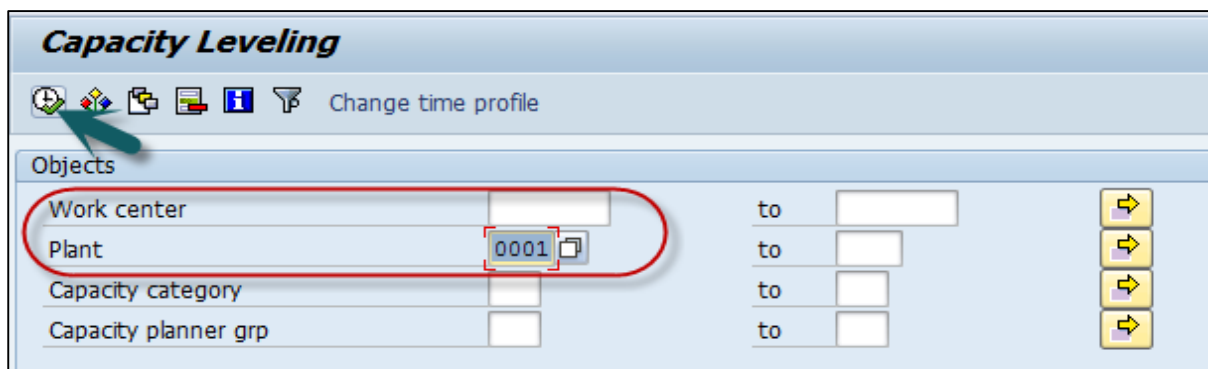 Capacity Leveling
Change time profile
Objects
Work center to
Plant 0001 to
Capacity category to
Capacity planner grp to